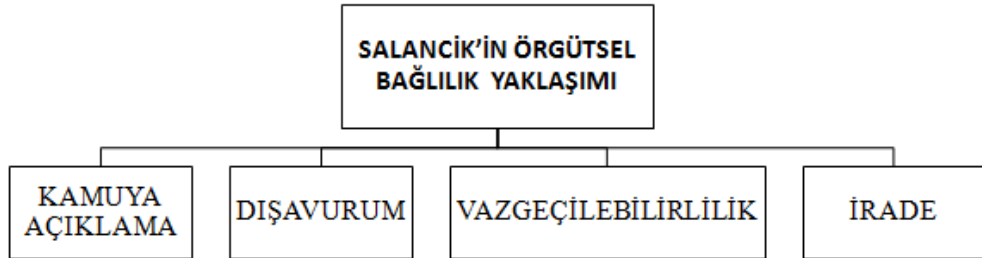 SALANCİK'İN ÖRGÜTSEL
BAĞLILIK YAKLAŞIMI
KAMUYA
AÇIKLAMA
DIŞAVURUM
VAZGEÇİLEBİLİRLİLİK
İRADE